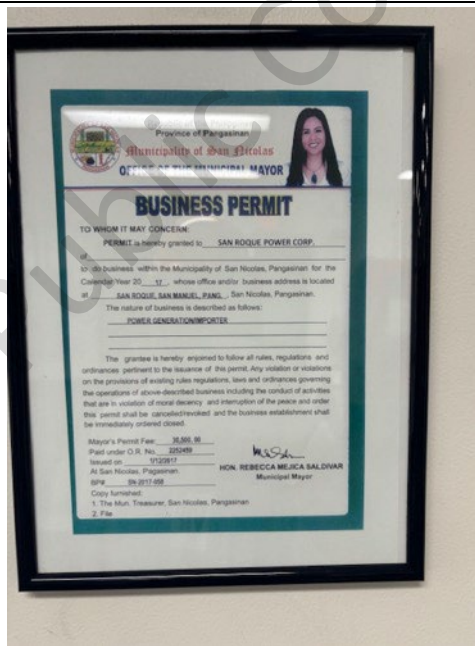 Province of Pangasinan
Municipality of San Nicolas
OFFICE OF THE MUNICIPAL MAYOR
BUSINESS PERMIT
TO WHOM IT MAY CONCERN:
PERMIT is hereby granted to SAN ROQUE POWER CORP.
to do business within the Municipality of San Nicolas, Pangasinan for the
Calendar Year 20 17, whose office and/or business address is located
at SAN ROQUE, SAN MANUEL, PANG. , San Nicolas, Pangasinan.
The nature of business is described as follows:
POWER GENERATION/IMPORTER
The grantee is hereby enjoined to follow all rules, regulations and
ordinances pertinent to the issuance of this permit. Any violation or violations
on the provisions of existing rules regulations, laws and ordinances governing
the operations of above-described business including the conduct of activities
that are in violation of moral decency and interruption of the peace and order
this permit shall be cancelled/revoked and the business establishment shall
be immediately ordered closed.
Mayor's Permit Fee: 30,500.00
Paid under O.R. No. 2252459
Issued on 1/12/2017
At San Nicolas, Pagasinan.
BP# SN-2017-058
HON. REBECCA MEJICA SALDIVAR
Municipal Mayor
Copy furnished:
1. The Mun. Treasurer, San Nicolas, Pangasinan
2. File
Public Co